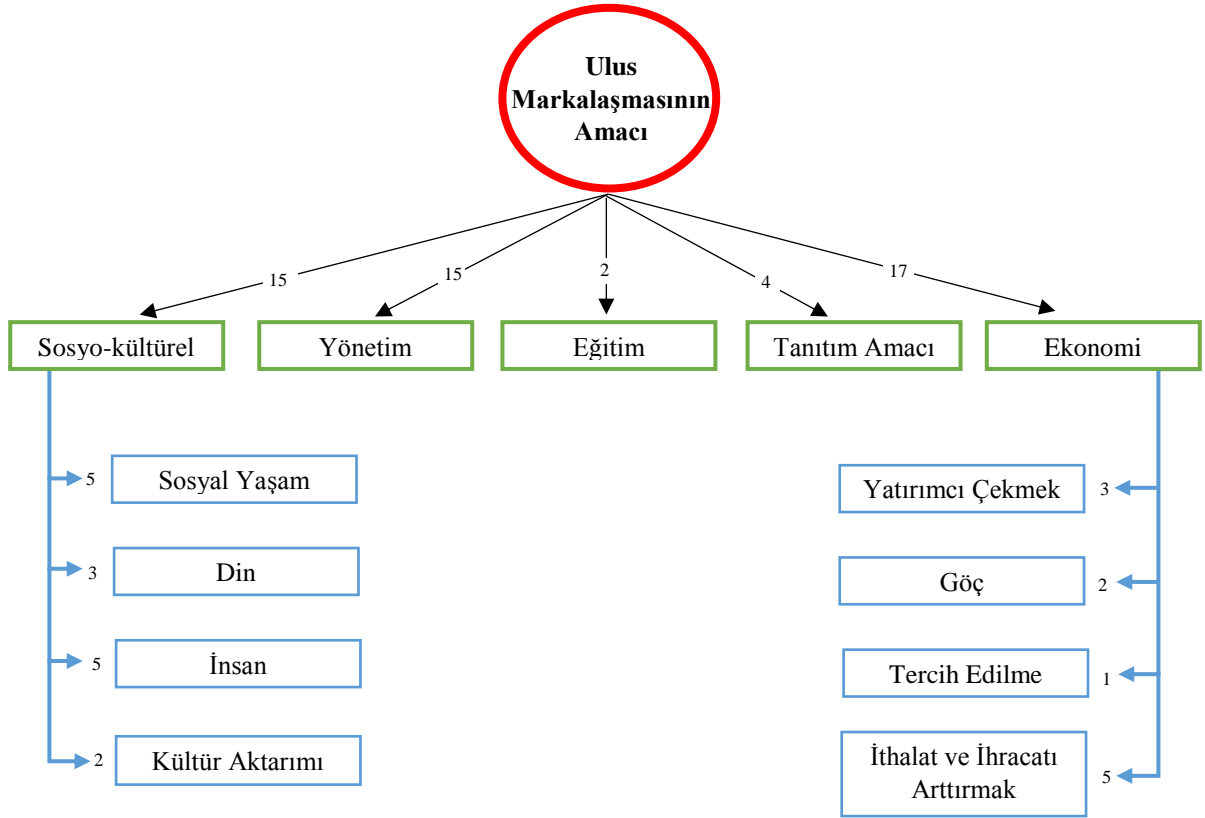 Ulus
Markalaşmasının
Amacı
15
15
2
4
17
Sosyo-kültürel
Yönetim
Eğitim
Tanıtım Amacı
Ekonomi
5
Sosyal Yaşam
3
Din
5
İnsan
2
Kültür Aktarımı
Yatırımcı Çekmek
3
Göç
2
Tercih Edilme
1
İthalat ve İhracatı
Arttırmak
5